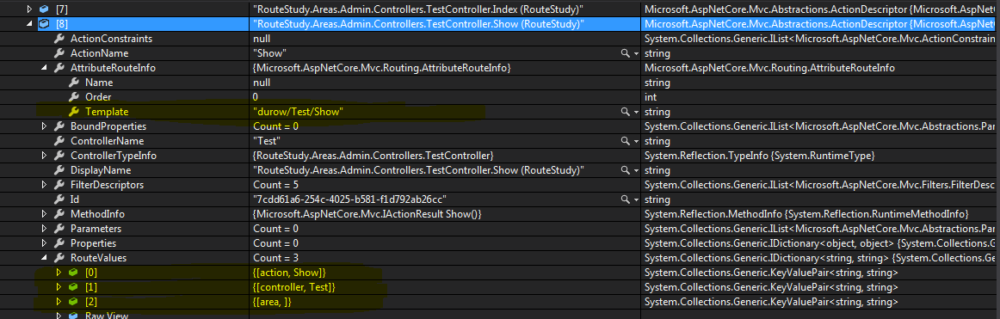 [7] "RouteStudy.Areas.Admin.Controllers.TestController.Index (RouteStudy)" Microsoft.AspNetCore.Mvc.Abstractions.ActionDescriptor {Microsoft.AspN
[8] "RouteStudy.Areas.Admin.Controllers.TestController.Show (RouteStudy)" Microsoft.AspNetCore.Mvc.Abstractions.ActionDescriptor {Microsoft.AspNet
ActionConstraints null System.Collections.Generic.IList<Microsoft.AspNetCore.Mvc.ActionConstrain
ActionName "Show" string
AttributeRouteInfo {Microsoft.AspNetCore.Mvc.Routing.AttributeRouteInfo} Microsoft.AspNetCore.Mvc.Routing.AttributeRouteInfo
Name null string
Order 0 int
Template "durow/Test/Show" string
BoundProperties Count = 0 System.Collections.Generic.IList<Microsoft.AspNetCore.Mvc.Abstractions.Par
ControllerName "Test" string
ControllerTypeInfo {RouteStudy.Areas.Admin.Controllers.TestController} System.Reflection.TypeInfo {System.RuntimeType}
DisplayName "RouteStudy.Areas.Admin.Controllers.TestController.Show (RouteStudy)" string
FilterDescriptors Count = 5 System.Collections.Generic.IList<Microsoft.AspNetCore.Mvc.Filters.FilterDesc
Id "7cdd61a6-254c-4025-b581-f1d792ab26cc" string
MethodInfo {Microsoft.AspNetCore.Mvc.IActionResult Show()} System.Reflection.MethodInfo {System.Reflection.RuntimeMethodInfo}
Parameters Count = 0 System.Collections.Generic.IList<Microsoft.AspNetCore.Mvc.Abstractions.Par
Properties Count = 0 System.Collections.Generic.IDictionary<object, object> {System.Collections.G
RouteValues Count = 3 System.Collections.Generic.IDictionary<string, string> {System.Collections.Ge
[0] {[action, Show]} System.Collections.Generic.KeyValuePair<string, string>
[1] {[controller, Test]} System.Collections.Generic.KeyValuePair<string, string>
[2] {[area, ]} System.Collections.Generic.KeyValuePair<string, string>
Raw View